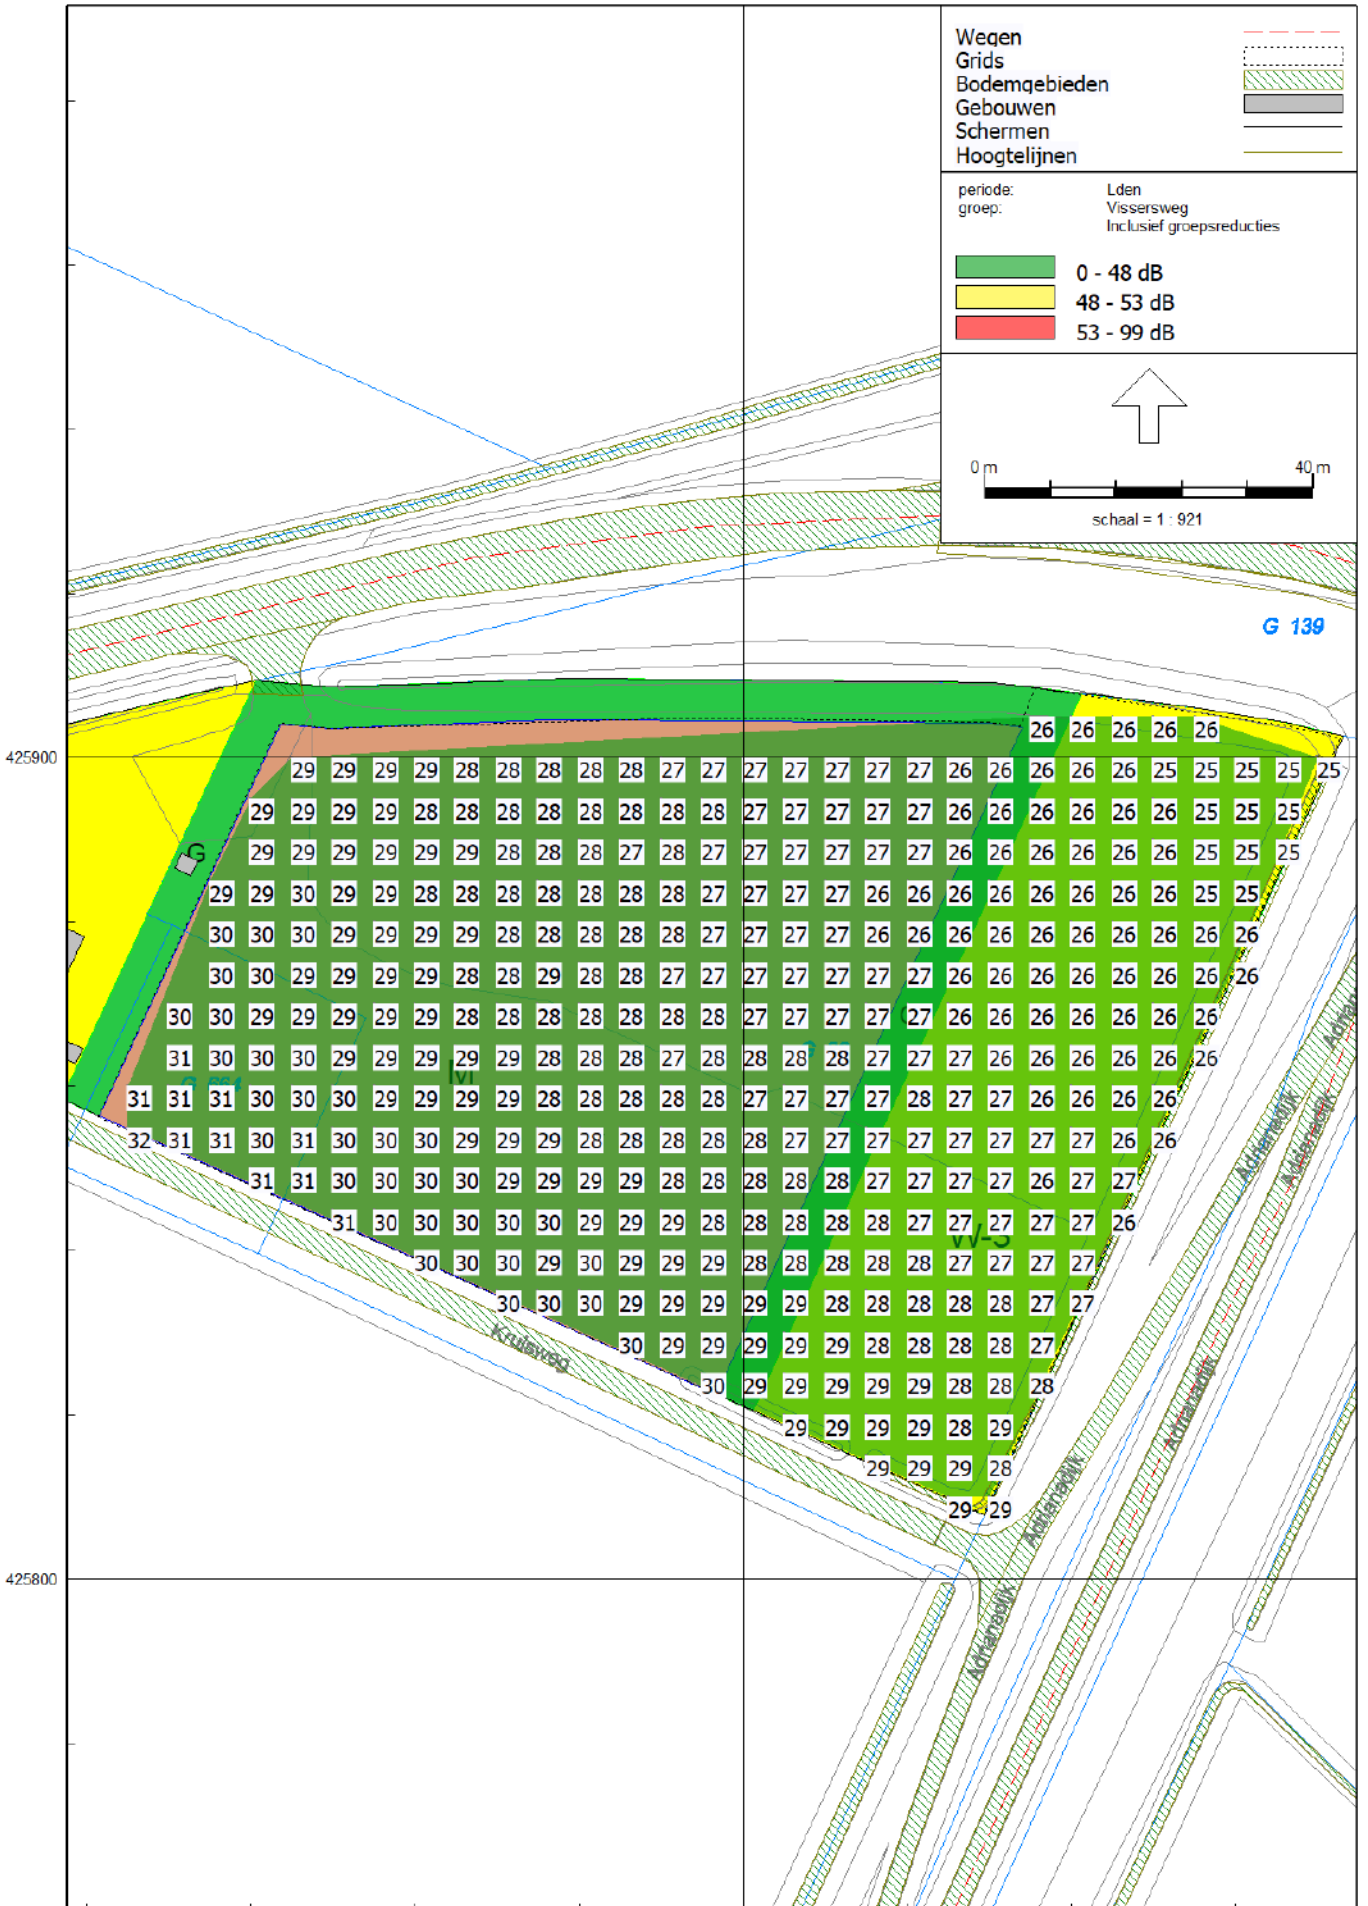 Wegen
Grids
Bodemgebieden
Gebouwen
Schermen
Hoogtelijnen
periode: Lden
groep: Vissersweg
Inclusief groepsreducties
0 - 48 dB
48 - 53 dB
53 - 99 dB
0 m 40 m
schaal = 1 : 921
G 139
26 26 26 26 26
425900
29 29 29 29 28 28 28 28 28 27 27 27 27 27 27 27 26 26 26 26 26 25 25 25 25 25
29 29 29 29 28 28 28 28 28 28 28 28 27 27 27 27 27 26 26 26 26 26 26 25 25 25
G
29 29 29 29 29 29 28 28 28 27 28 27 27 27 27 27 27 26 26 26 26 26 26 25 25 25
29 29 30 29 29 28 28 28 28 28 28 28 27 27 27 27 26 26 26 26 26 26 26 26 25 25
30 30 30 29 29 29 29 28 28 28 28 28 27 27 27 27 26 26 26 26 26 26 26 26 26 26
30 30 29 29 29 29 28 28 29 28 28 27 27 27 27 27 27 27 26 26 26 26 26 26 26 26
30 30 29 29 29 29 29 28 28 28 28 28 28 28 27 27 27 27 27 26 26 26 26 26 26 26
31 30 30 30 29 29 29 29 29 28 28 28 27 28 28 28 28 27 27 27 26 26 26 26 26 26
M
31 31 31 30 30 30 29 29 29 29 28 28 28 28 28 27 27 27 27 28 27 27 26 26 26 26
32 31 31 30 31 30 30 30 29 29 29 28 28 28 28 28 27 27 27 27 27 27 27 27 26 26
31 31 30 30 30 30 29 29 29 29 28 28 28 28 28 27 27 27 27 26 27 27
31 30 30 30 30 30 29 29 29 28 28 28 28 28 27 27 27 27 27 26
W-3
30 30 30 29 30 29 29 29 28 28 28 28 28 27 27 27 27
30 30 30 29 29 29 29 29 28 28 28 28 28 27 27
Kruisweg
30 29 29 29 29 29 28 28 28 28 27
30 29 29 29 29 29 28 28 28
29 29 29 29 28 29
29 29 29 28
29 29
425800
Adrianadijk
Adrianadijk
Adrianadijk
Adrianadijk
Adrianadijk